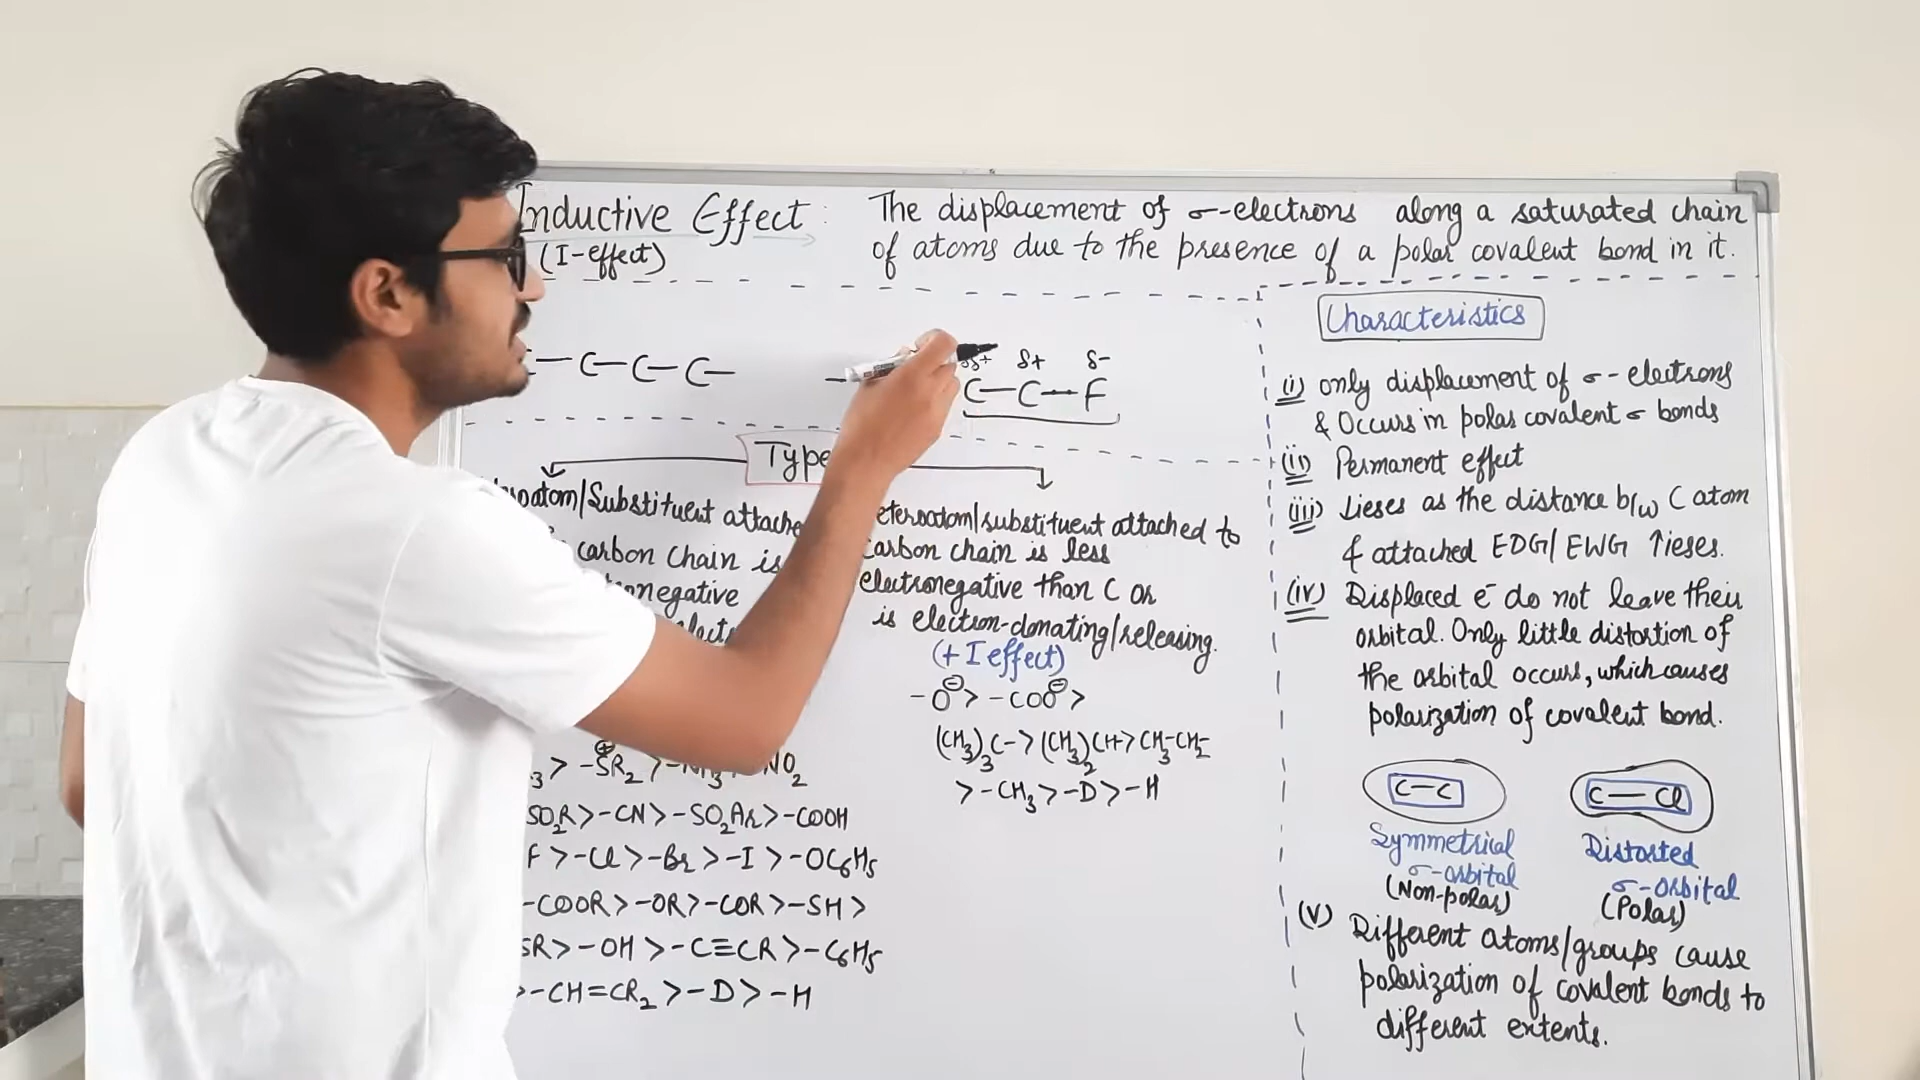 Inductive Effect :
(I-effect)
The displacement of σ-electrons along a saturated chain
of atoms due to the presence of a polar covalent bond in it.
— C — C — C —
δδ+ δ+ δ-
C — C — F
attached
carbon chain is
Heteroatom/substituent attached to
carbon chain is less
electronegative than C or
is electron-donating/releasing.
(+I effect)
-O⊖ > -COO⊖ >
(CH₃)₃C- > (CH₃)₂CH- > CH₃-CH₂-
> -CH₃ > -D > -H
₃ > -S⊕R₂ > NO₂
SO₂R > -CN > -SO₂Ar > -COOH
F > -Cl > -Br > -I > -OC₆H₅
-COOR > -OR > -COR > -SH >
SR > -OH > -C≡CR > -C₆H₅
> -CH=CR₂ > -D > -H
Characteristics
(i) only displacement of σ-electrons
& Occurs in polar covalent σ bonds
(ii) Permanent effect
(iii) ↓eses as the distance b/w C atom
& attached EDG/EWG ↑eses.
(iv) Displaced e⁻ do not leave their
orbital. Only little distortion of
the orbital occurs, which causes
polarization of covalent bond.
C — C
C — Cl
Symmetrical
σ-orbital
(Non-polar)
Distorted
σ-orbital
(Polar)
(v) Different atoms/groups cause
polarization of covalent bonds to
different extents.